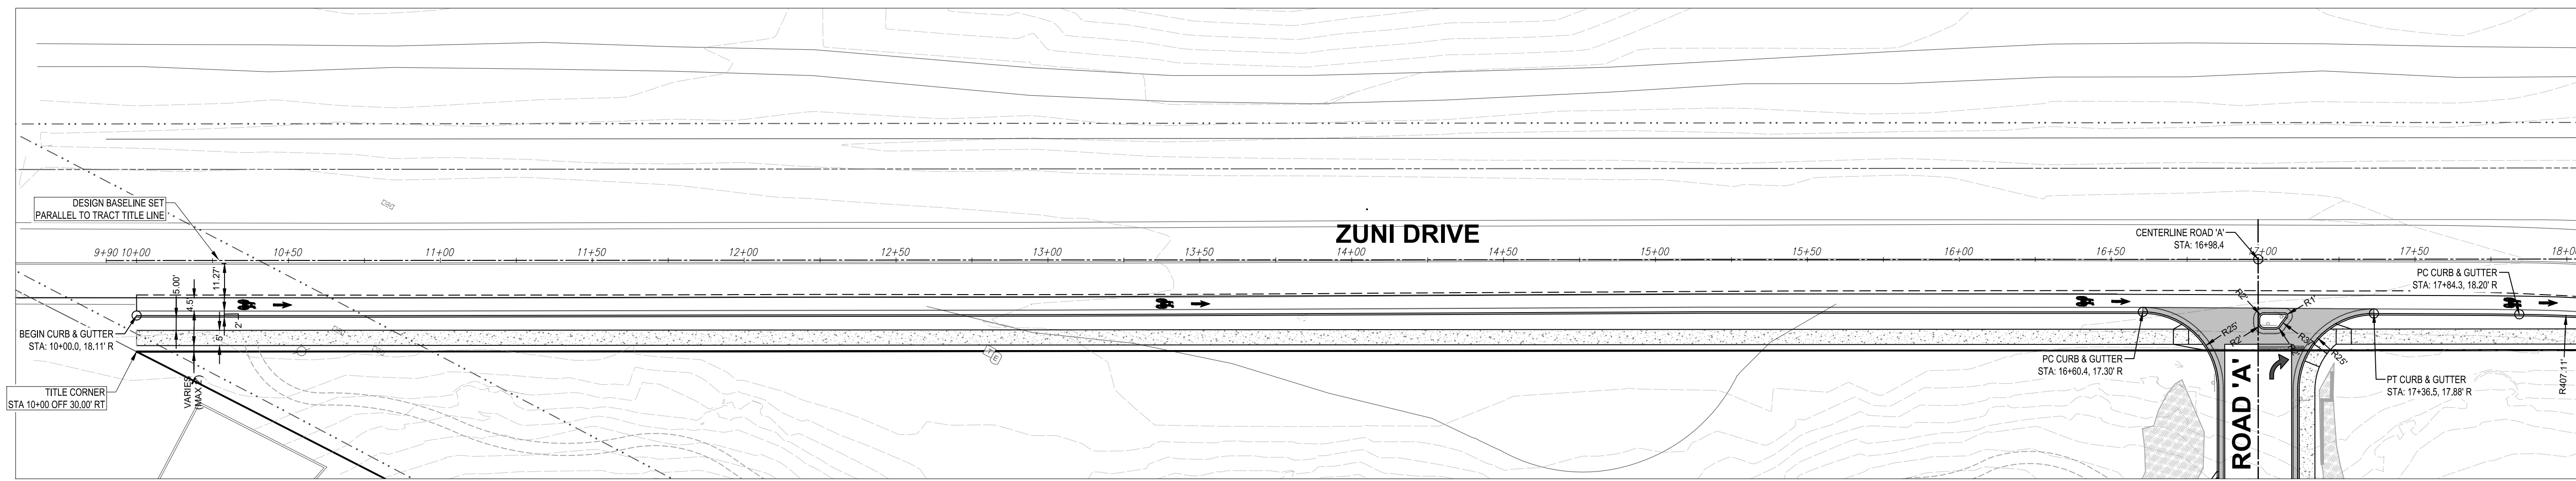 DESIGN BASELINE SET
PARALLEL TO TRACT TITLE LINE
ZUNI DRIVE
9+90 10+00 10+50 11+00 11+50 12+00 12+50 13+00 13+50 14+00 14+50 15+00 15+50 16+00 16+50 17+00 17+50 18+00
CENTERLINE ROAD 'A'
STA: 16+98.4
PC CURB & GUTTER
STA: 17+84.3, 18.20' R
5.00'
4.5'
11.27'
2'
5'
VARIES
(MAX 2')
BEGIN CURB & GUTTER
STA: 10+00.0, 18.11' R
TITLE CORNER
STA 10+00 OFF 30.00' RT
T E
PC CURB & GUTTER
STA: 16+60.4, 17.30' R
R2'
R1'
R25'
R2'
R3'
R25'
ROAD 'A'
PT CURB & GUTTER
STA: 17+36.5, 17.88' R
R407.11'